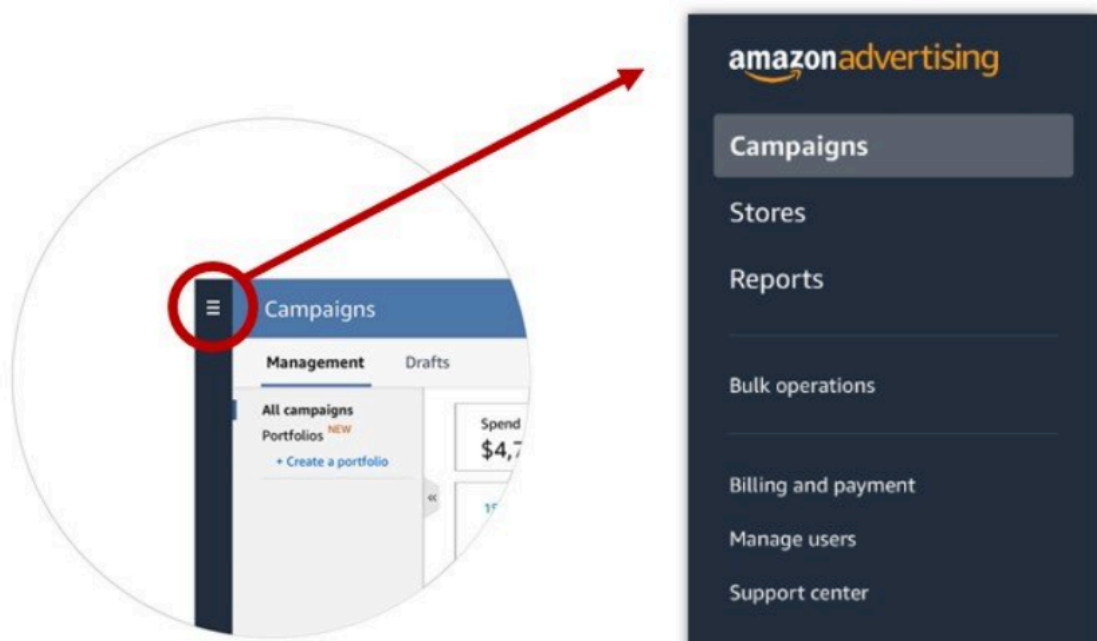 ☰ Campaigns
Management Drafts
All campaigns
Portfolios NEW
+ Create a portfolio
Spend
$4,7
«
amazonadvertising
Campaigns
Stores
Reports
Bulk operations
Billing and payment
Manage users
Support center